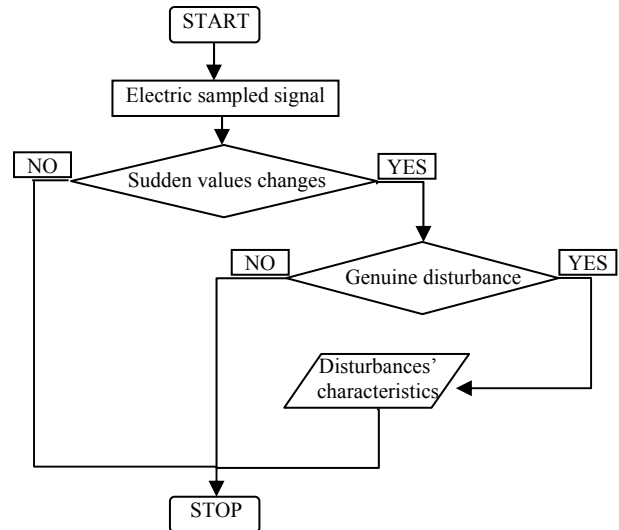 START
Electric sampled signal
NO
YES
Sudden values changes
NO
YES
Genuine disturbance
Disturbances'
characteristics
STOP